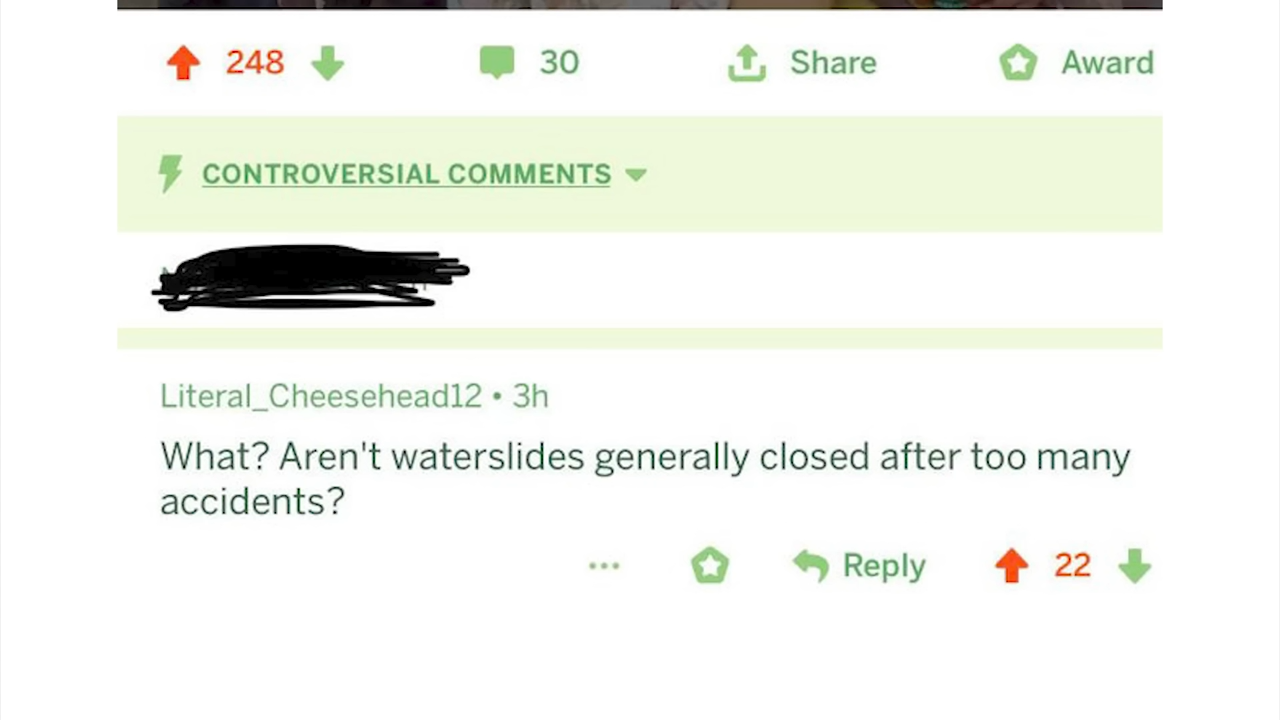 248 30 Share Award
CONTROVERSIAL COMMENTS
Literal_Cheesehead12 • 3h
What? Aren't waterslides generally closed after too many
accidents?
... Reply 22